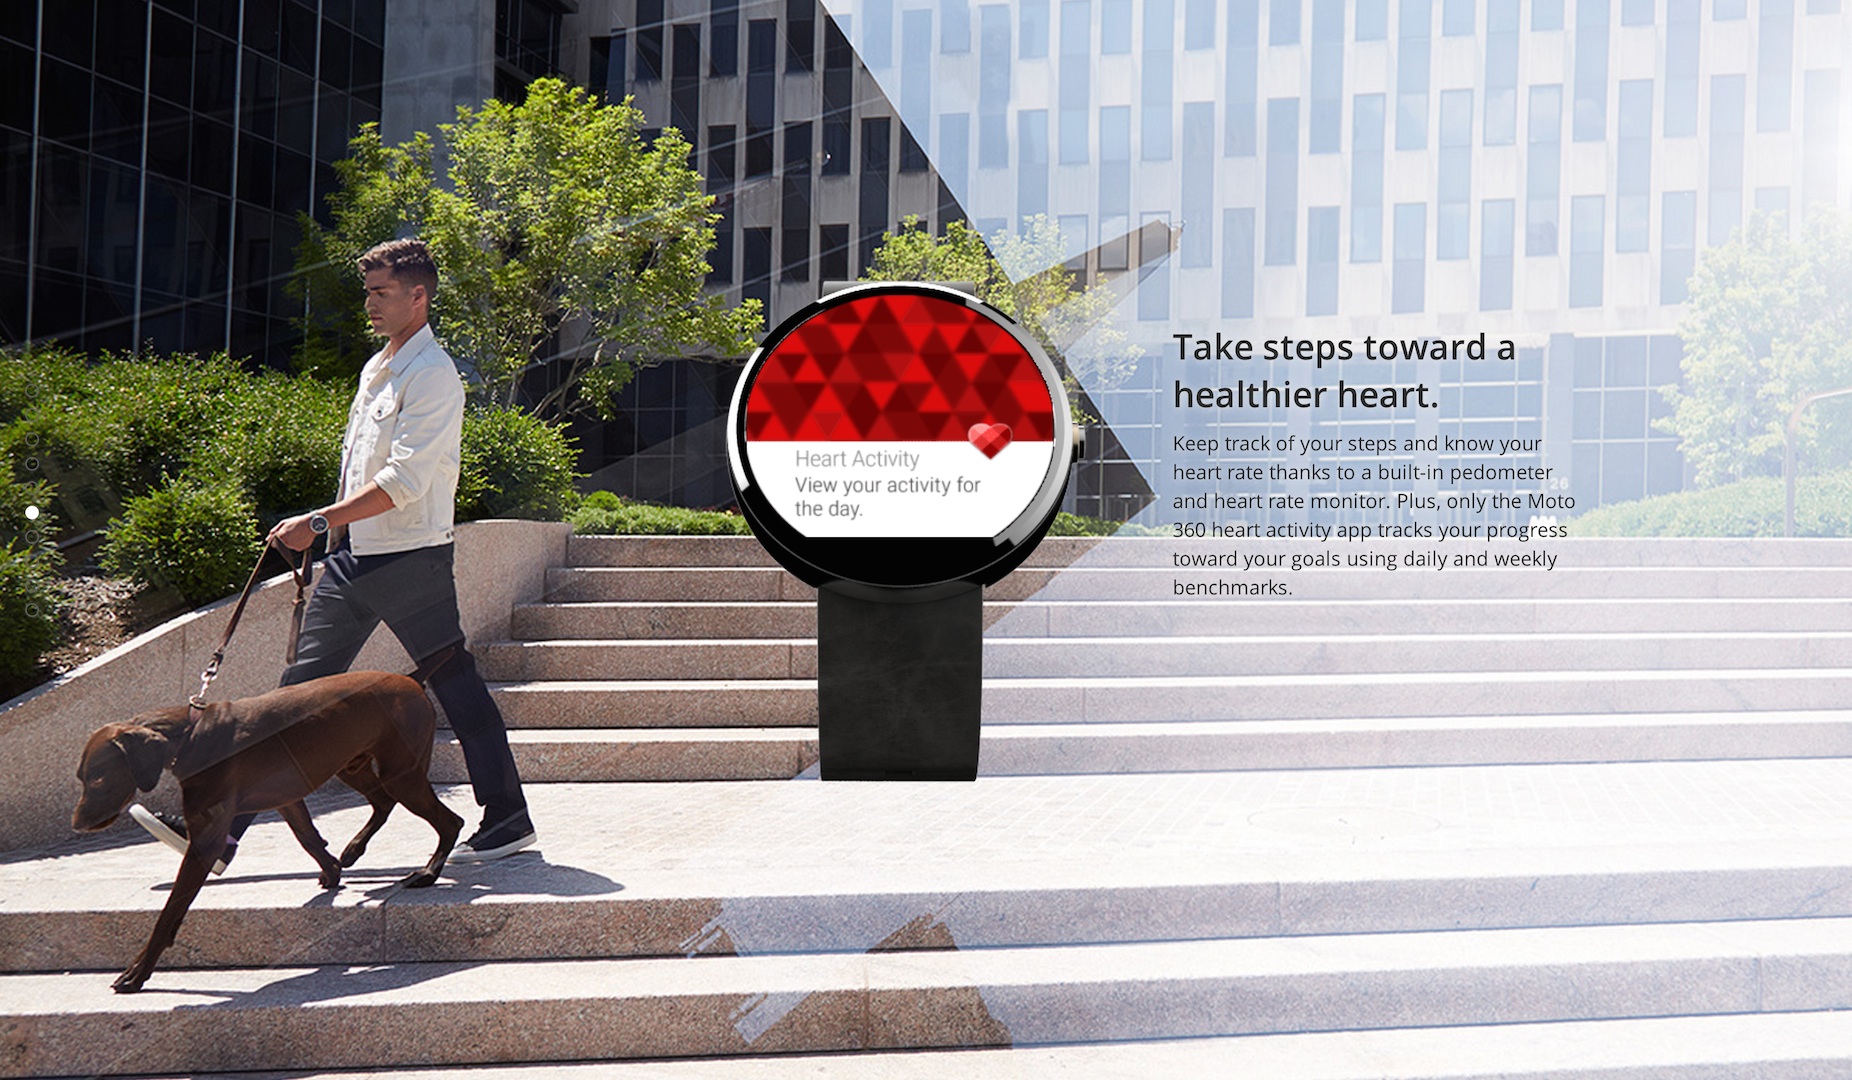 Heart Activity
View your activity for
the day.
Take steps toward a
healthier heart.
Keep track of your steps and know your
heart rate thanks to a built-in pedometer
and heart rate monitor. Plus, only the Moto
360 heart activity app tracks your progress
toward your goals using daily and weekly
benchmarks.
26